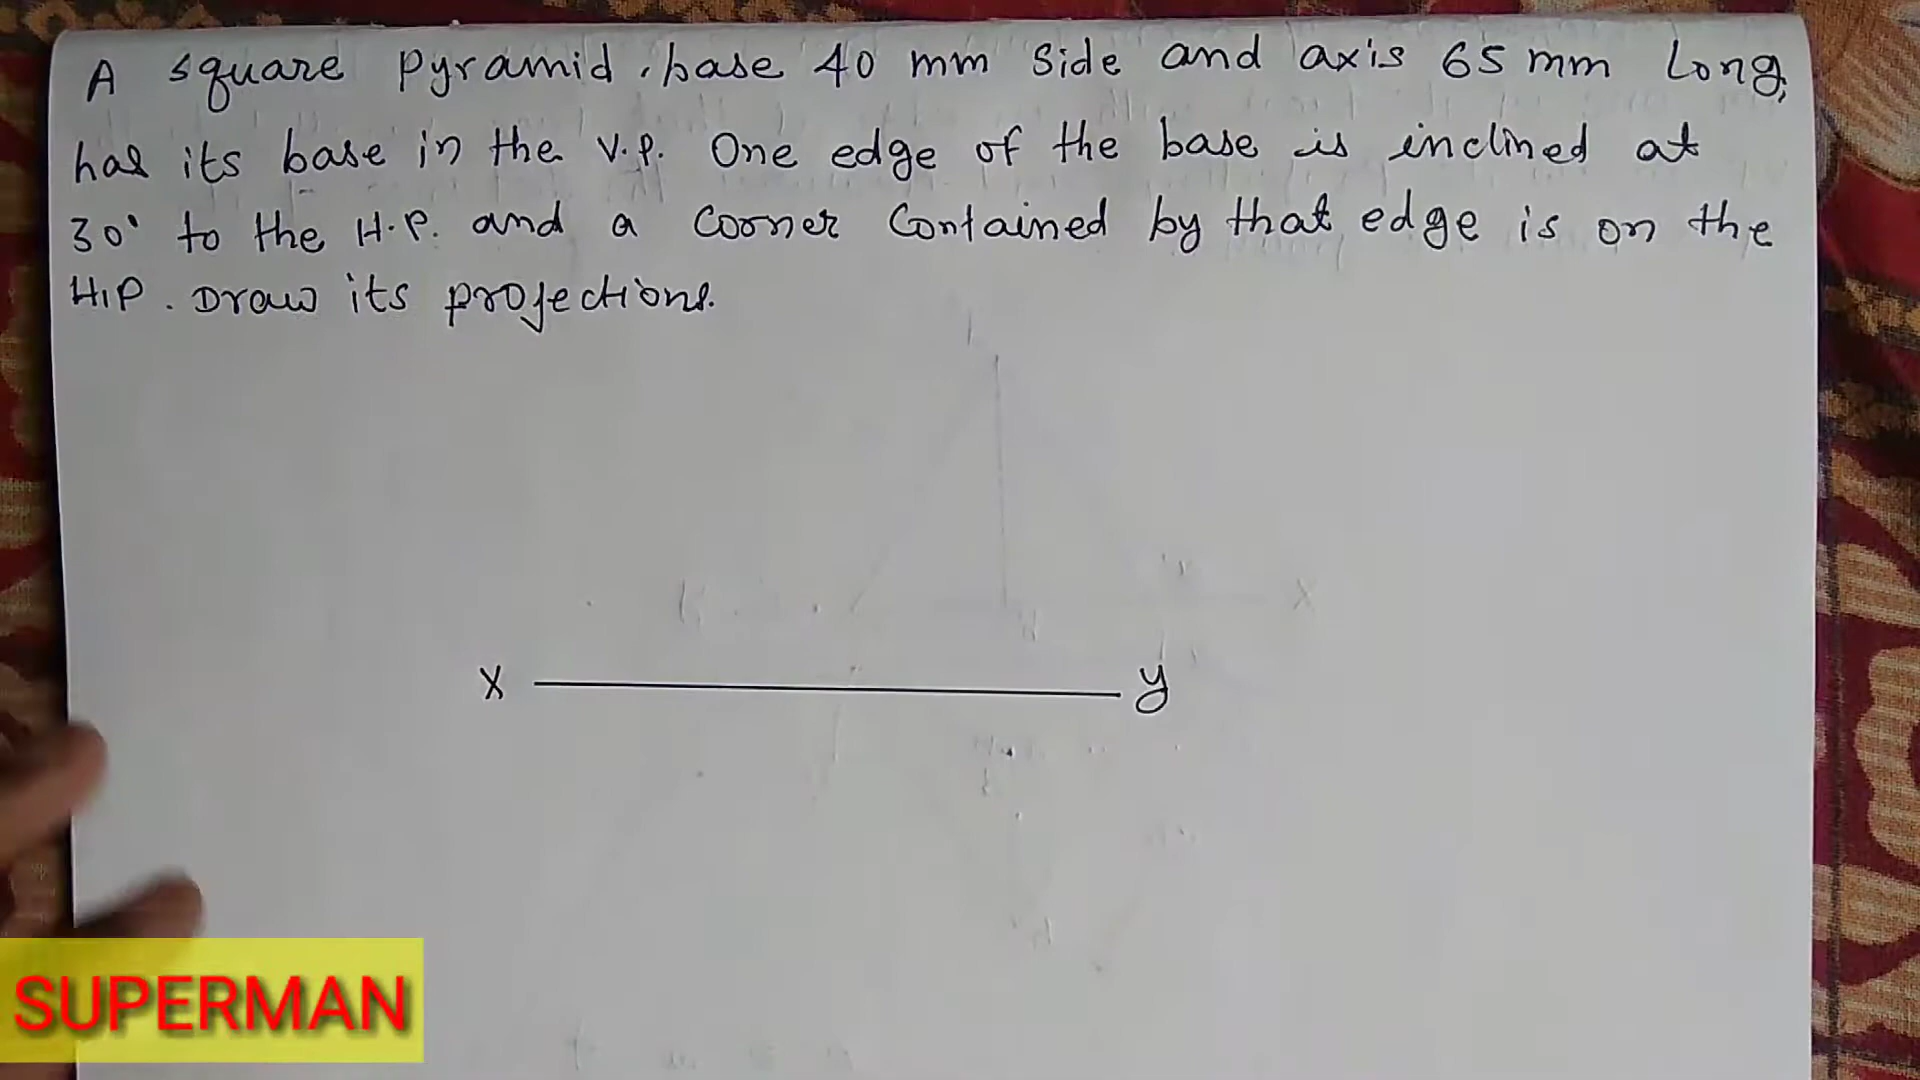 A square pyramid, base 40 mm side and axis 65 mm long,
has its base in the V.P. One edge of the base is inclined at
30° to the H.P. and a corner contained by that edge is on the
H.P. Draw its projections.
X y
SUPERMAN